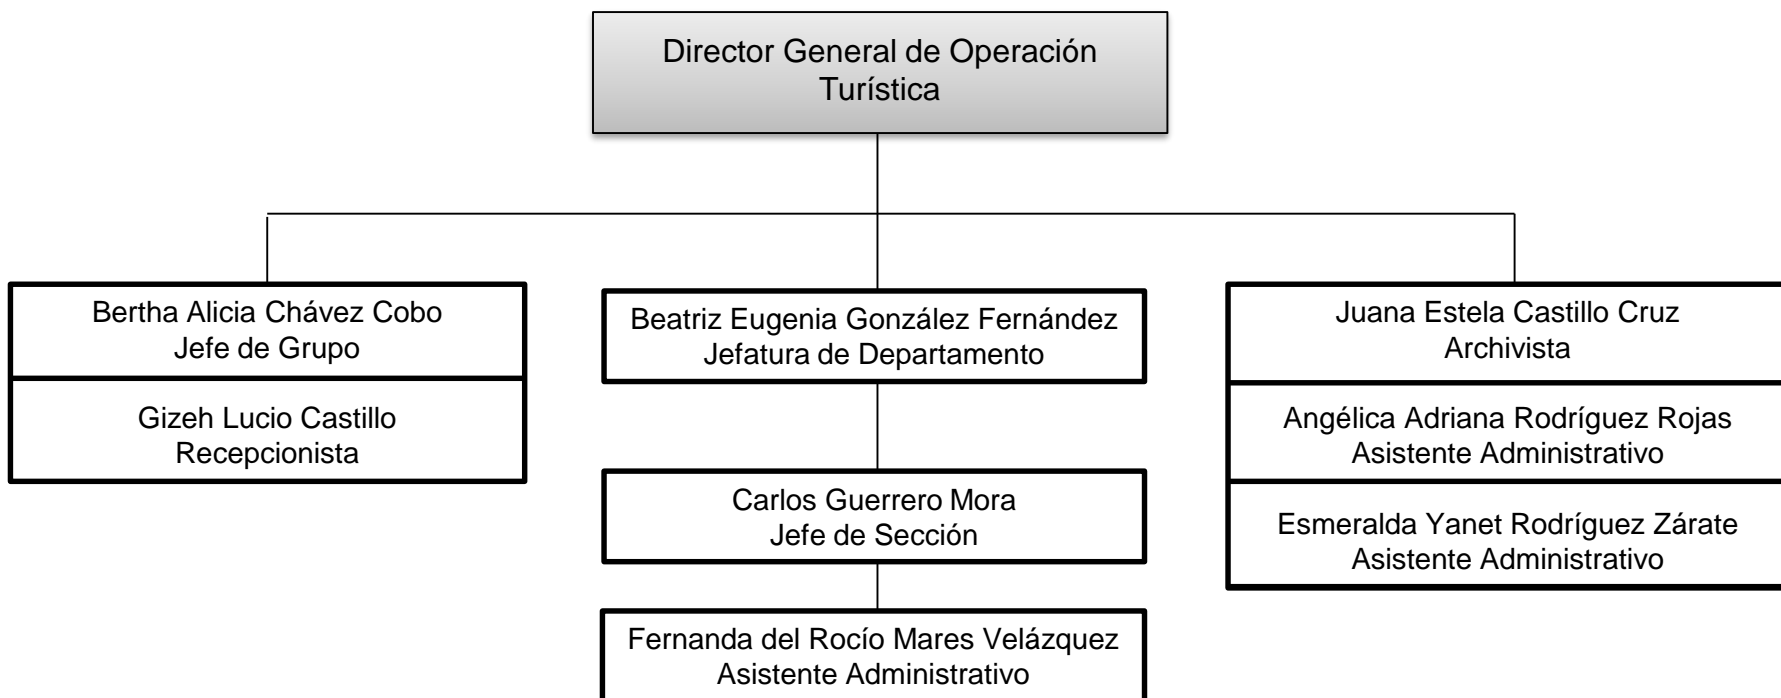 Director General de Operación
Turística
Bertha Alicia Chávez Cobo
Jefe de Grupo
Gizeh Lucio Castillo
Recepcionista
Beatriz Eugenia González Fernández
Jefatura de Departamento
Carlos Guerrero Mora
Jefe de Sección
Fernanda del Rocío Mares Velázquez
Asistente Administrativo
Juana Estela Castillo Cruz
Archivista
Angélica Adriana Rodríguez Rojas
Asistente Administrativo
Esmeralda Yanet Rodríguez Zárate
Asistente Administrativo